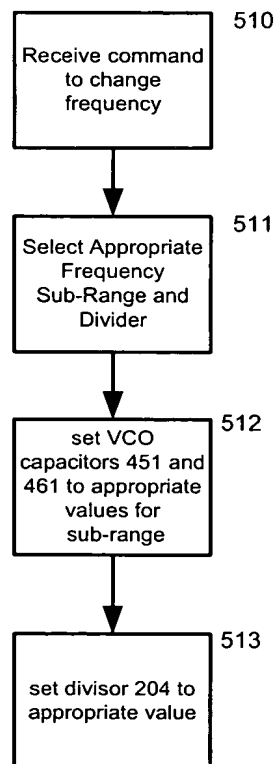 510
Receive command
to change
frequency
511
Select Appropriate
Frequency
Sub-Range and
Divider
512
set VCO
capacitors 451 and
461 to appropriate
values for
sub-range
513
set divisor 204 to
appropriate value